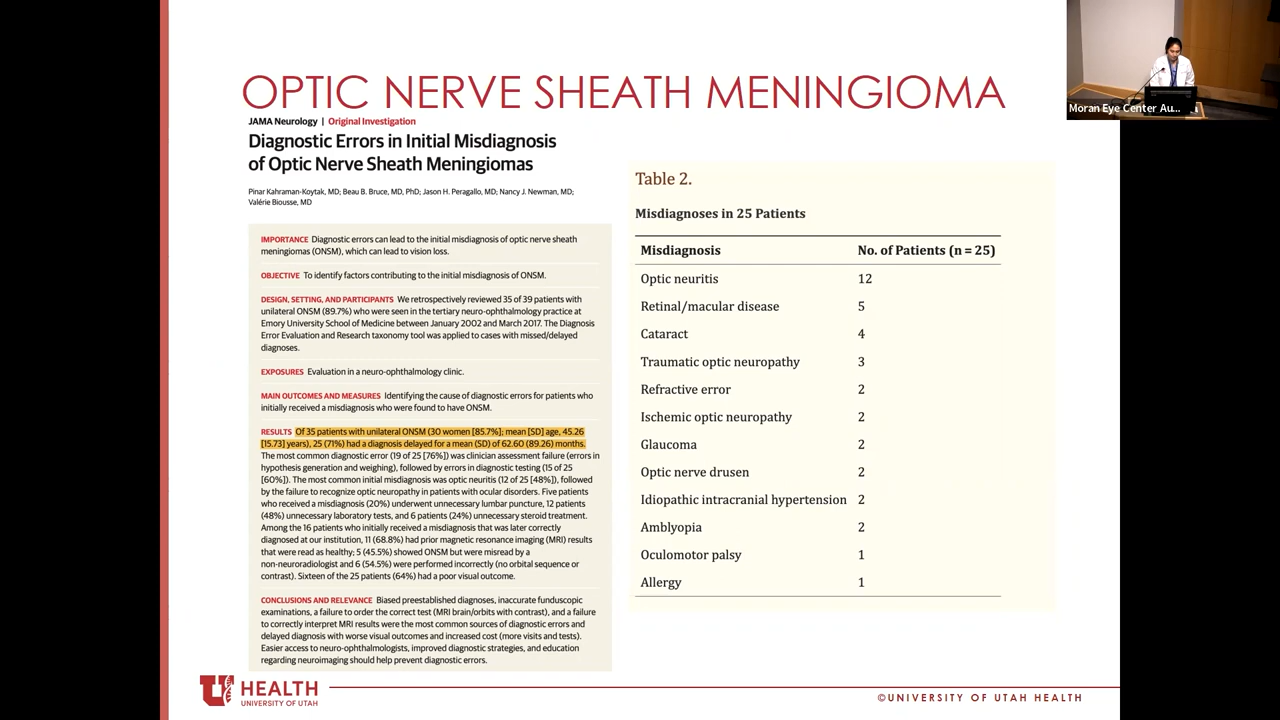 OPTIC NERVE SHEATH MENINGIOMA
JAMA Neurology | Original Investigation
Diagnostic Errors in Initial Misdiagnosis
of Optic Nerve Sheath Meningiomas
Pinar Kahraman-Koytak, MD; Beau B. Bruce, MD, PhD; Jason H. Peragallo, MD; Nancy J. Newman, MD;
Valérie Biousse, MD
IMPORTANCE Diagnostic errors can lead to the initial misdiagnosis of optic nerve sheath
meningiomas (ONSM), which can lead to vision loss.
OBJECTIVE To identify factors contributing to the initial misdiagnosis of ONSM.
DESIGN, SETTING, AND PARTICIPANTS We retrospectively reviewed 35 of 39 patients with
unilateral ONSM (89.7%) who were seen in the tertiary neuro-ophthalmology practice at
Emory University School of Medicine between January 2002 and March 2017. The Diagnosis
Error Evaluation and Research taxonomy tool was applied to cases with missed/delayed
diagnoses.
EXPOSURES Evaluation in a neuro-ophthalmology clinic.
MAIN OUTCOMES AND MEASURES Identifying the cause of diagnostic errors for patients who
initially received a misdiagnosis who were found to have ONSM.
RESULTS Of 35 patients with unilateral ONSM (30 women [85.7%]; mean [SD] age, 45.26
[15.73] years), 25 (71%) had a diagnosis delayed for a mean (SD) of 62.60 (89.26) months.
The most common diagnostic error (19 of 25 [76%]) was clinician assessment failure (errors in
hypothesis generation and weighing), followed by errors in diagnostic testing (15 of 25
[60%]). The most common initial misdiagnosis was optic neuritis (12 of 25 [48%]), followed
by the failure to recognize optic neuropathy in patients with ocular disorders. Five patients
who received a misdiagnosis (20%) underwent unnecessary lumbar puncture, 12 patients
(48%) unnecessary laboratory tests, and 6 patients (24%) unnecessary steroid treatment.
Among the 16 patients who initially received a misdiagnosis that was later correctly
diagnosed at our institution, 11 (68.8%) had prior magnetic resonance imaging (MRI) results
that were read as healthy; 5 (45.5%) showed ONSM but were misread by a
non-neuroradiologist and 6 (54.5%) were performed incorrectly (no orbital sequence or
contrast). Sixteen of the 25 patients (64%) had a poor visual outcome.
CONCLUSIONS AND RELEVANCE Biased preestablished diagnoses, inaccurate funduscopic
examinations, a failure to order the correct test (MRI brain/orbits with contrast), and a failure
to correctly interpret MRI results were the most common sources of diagnostic errors and
delayed diagnosis with worse visual outcomes and increased cost (more visits and tests).
Easier access to neuro-ophthalmologists, improved diagnostic strategies, and education
regarding neuroimaging should help prevent diagnostic errors.
Table 2.
Misdiagnoses in 25 Patients
Misdiagnosis No. of Patients (n = 25)
Optic neuritis 12
Retinal/macular disease 5
Cataract 4
Traumatic optic neuropathy 3
Refractive error 2
Ischemic optic neuropathy 2
Glaucoma 2
Optic nerve drusen 2
Idiopathic intracranial hypertension 2
Amblyopia 2
Oculomotor palsy 1
Allergy 1
Moran Eye Center Au...
U HEALTH
UNIVERSITY OF UTAH
©UNIVERSITY OF UTAH HEALTH